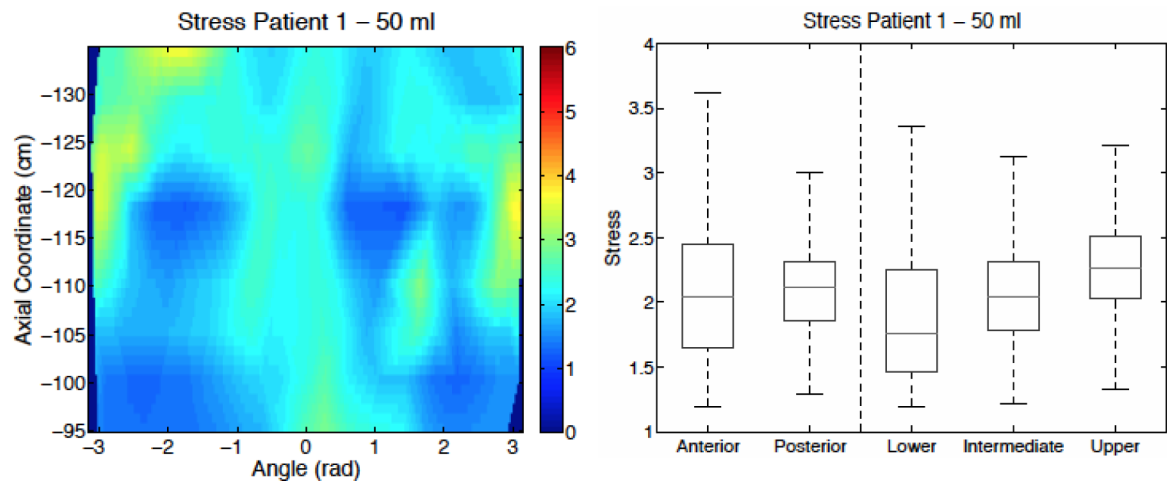 Stress Patient 1 – 50 ml
Axial Coordinate (cm)
−130
−125
−120
−115
−110
−105
−100
−95
−3
−2
−1
0
1
2
3
Angle (rad)
6
5
4
3
2
1
0
Stress Patient 1 – 50 ml
Stress
4
3.5
3
2.5
2
1.5
1
Anterior
Posterior
Lower
Intermediate
Upper